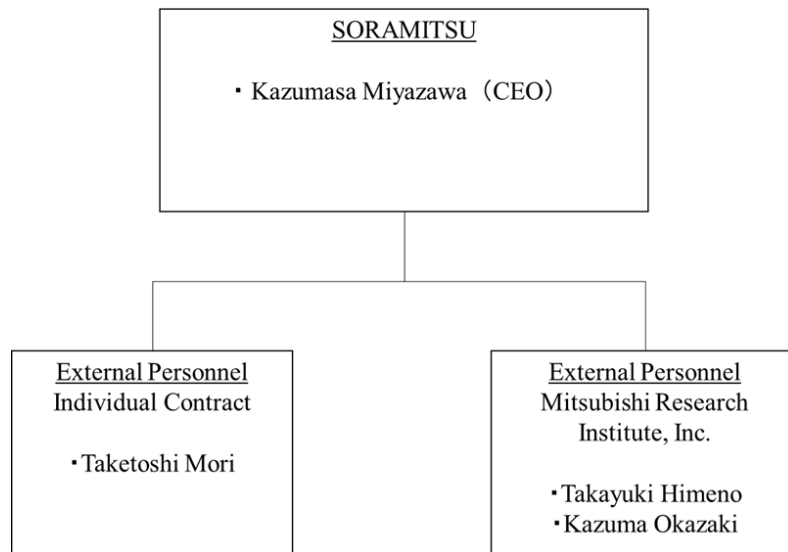 SORAMITSU
・Kazumasa Miyazawa（CEO）
External Personnel
Individual Contract
・Taketoshi Mori
External Personnel
Mitsubishi Research
Institute, Inc.
・Takayuki Himeno
・Kazuma Okazaki